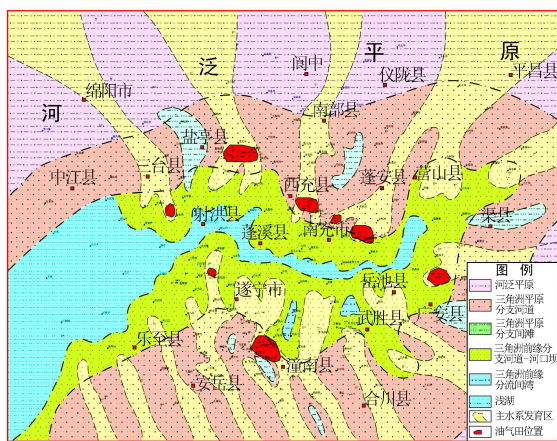 河 泛 平 原
阆中
平昌县
仪陇县
绵阳市
南部县
盐亭县
三台县
中江县
西充县
蓬安县
营山县
射洪县
渠县
蓬溪县
南充市
岳池县
遂宁市
安县
武胜县
乐至县
潼南县
安岳县
合川县
图 例
河泛平原
三角洲平原
分支河道
三角洲平原
分支间滩
三角洲前缘分
支河道-河口坝
三角洲前缘
分流间湾
浅湖
主水系发育区
油气田位置